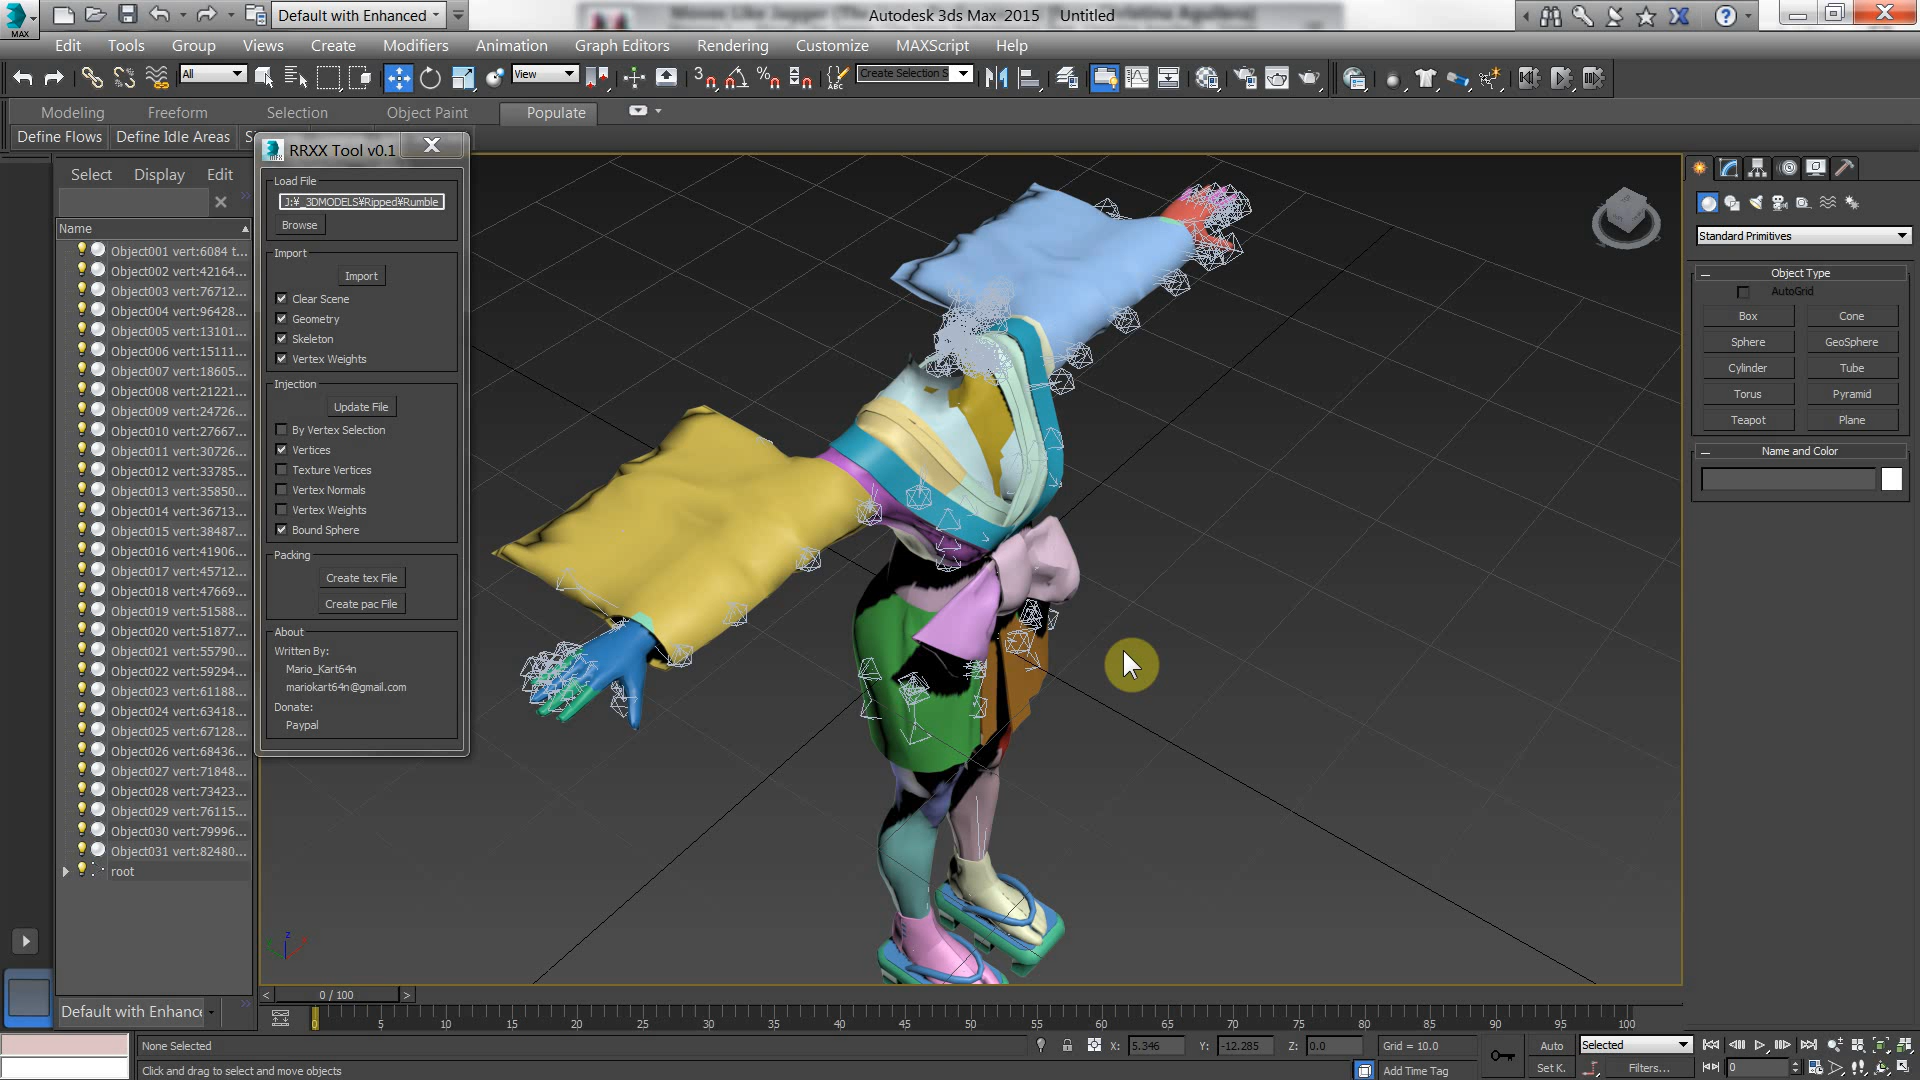 Default with Enhanced
Autodesk 3ds Max 2015 Untitled
MAX
Edit Tools Group Views Create Modifiers Animation Graph Editors Rendering Customize MAXScript Help
All
View
Create Selection S
Modeling Freeform Selection Object Paint Populate
Define Flows Define Idle Areas
Select Display Edit
Name
Object001 vert:6084 t...
Object002 vert:42164...
Object003 vert:76712...
Object004 vert:96428...
Object005 vert:13101...
Object006 vert:15111...
Object007 vert:18605...
Object008 vert:21221...
Object009 vert:24726...
Object010 vert:27667...
Object011 vert:30726...
Object012 vert:33785...
Object013 vert:35850...
Object014 vert:36713...
Object015 vert:38487...
Object016 vert:41906...
Object017 vert:45712...
Object018 vert:47669...
Object019 vert:51588...
Object020 vert:51877...
Object021 vert:55790...
Object022 vert:59294...
Object023 vert:61188...
Object024 vert:63418...
Object025 vert:67128...
Object026 vert:68436...
Object027 vert:71848...
Object028 vert:73423...
Object029 vert:76115...
Object030 vert:79996...
Object031 vert:82480...
root
Default with Enhance
RRXX Tool v0.1
Load File
J:¥_3DMODELS¥Ripped¥Rumble
Browse
Import
Import
Clear Scene
Geometry
Skeleton
Vertex Weights
Injection
Update File
By Vertex Selection
Vertices
Texture Vertices
Vertex Normals
Vertex Weights
Bound Sphere
Packing
Create tex File
Create pac File
About
Written By:
Mario_Kart64n
mariokart64n@gmail.com
Donate:
Paypal
Standard Primitives
Object Type
AutoGrid
Box Cone
Sphere GeoSphere
Cylinder Tube
Torus Pyramid
Teapot Plane
Name and Color
0 / 100
0 5 10 15 20 25 30 35 40 45 50 55 60 65 70 75 80 85 90 95 100
None Selected
X: 5.346 Y: -12.285 Z: 0.0 Grid = 10.0
Auto Selected
Click and drag to select and move objects
Add Time Tag
Set K. Filters... 0